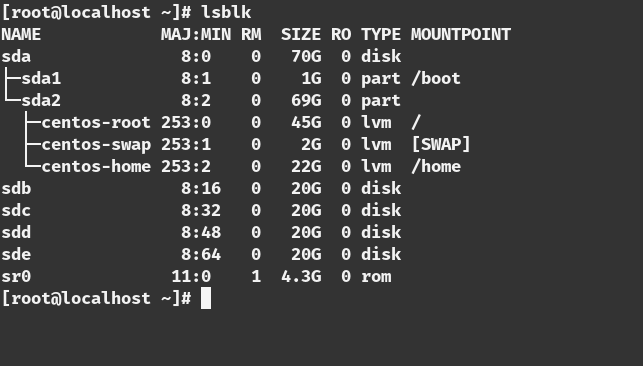 [root@localhost ~]# lsblk
NAME            MAJ:MIN RM  SIZE RO TYPE MOUNTPOINT
sda               8:0    0   70G  0 disk
├─sda1            8:1    0    1G  0 part /boot
└─sda2            8:2    0   69G  0 part
  ├─centos-root 253:0    0   45G  0 lvm  /
  ├─centos-swap 253:1    0    2G  0 lvm  [SWAP]
  └─centos-home 253:2    0   22G  0 lvm  /home
sdb               8:16   0   20G  0 disk
sdc               8:32   0   20G  0 disk
sdd               8:48   0   20G  0 disk
sde               8:64   0   20G  0 disk
sr0              11:0    1  4.3G  0 rom
[root@localhost ~]#